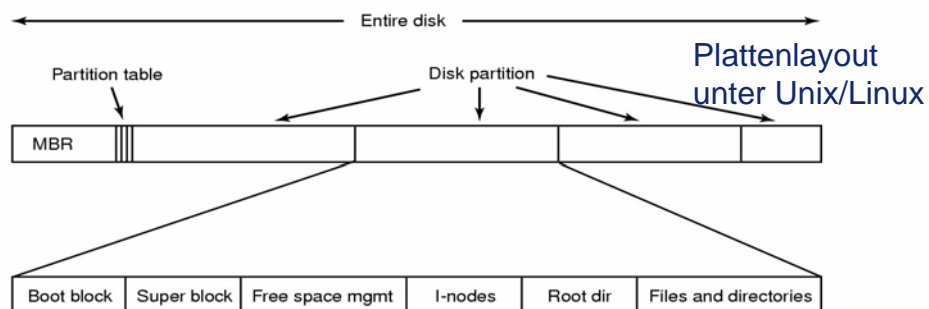 Entire disk
Plattenlayout
unter Unix/Linux
Partition table
Disk partition
MBR
Boot block
Super block
Free space mgmt
I-nodes
Root dir
Files and directories